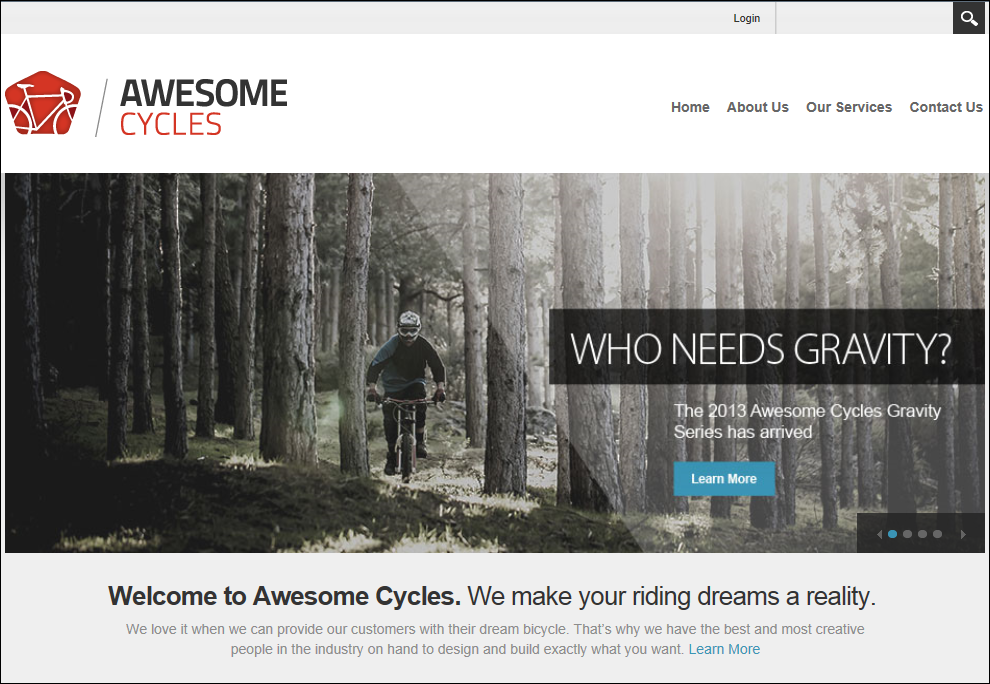 Login
AWESOME
CYCLES
Home About Us Our Services Contact Us
WHO NEEDS GRAVITY?
The 2013 Awesome Cycles Gravity
Series has arrived
Learn More
Welcome to Awesome Cycles. We make your riding dreams a reality.
We love it when we can provide our customers with their dream bicycle. That's why we have the best and most creative
people in the industry on hand to design and build exactly what you want. Learn More